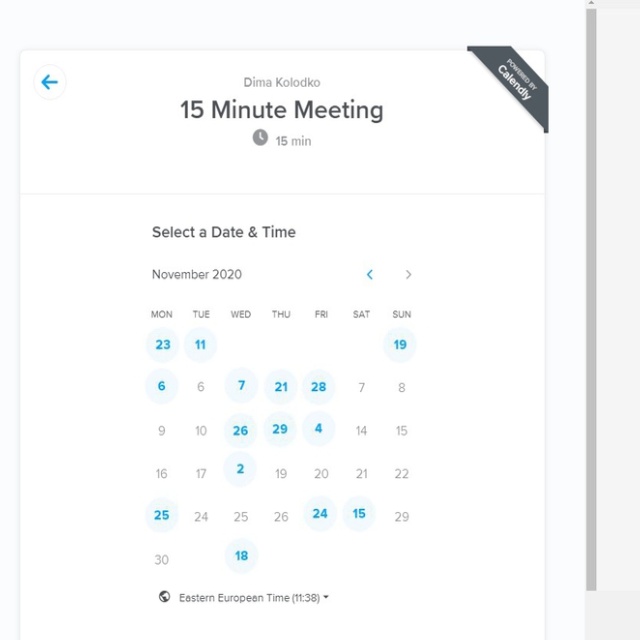 POWERED BY
Calendly
Dima Kolodko
15 Minute Meeting
15 min
Select a Date & Time
November 2020
MON TUE WED THU FRI SAT SUN
23 11 19
6 6 7 21 28 7 8
9 10 26 29 4 14 15
16 17 2 19 20 21 22
25 24 25 26 24 15 29
30 18
Eastern European Time (11:38)